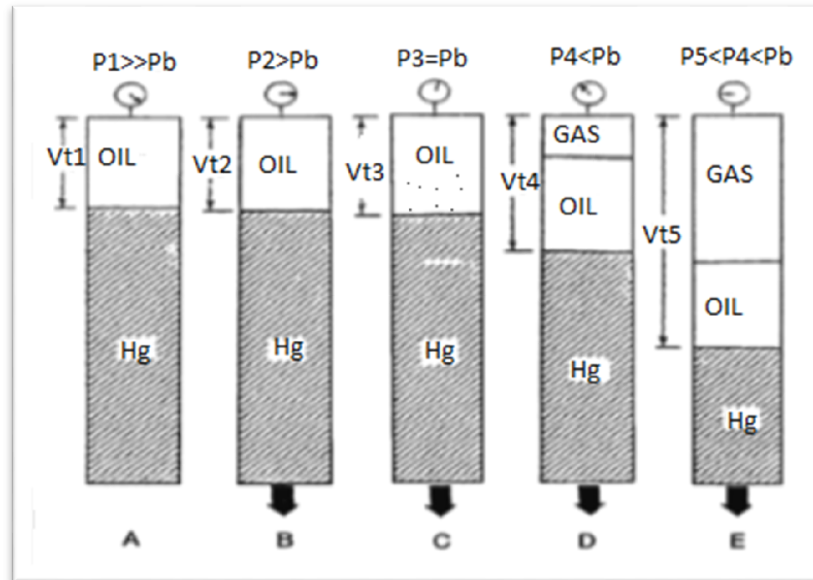 P1>>Pb P2>Pb P3=Pb P4<Pb P5<P4<Pb
Vt1 OIL Vt2 OIL Vt3 OIL Vt4 GAS OIL Vt5 GAS OIL
Hg Hg Hg Hg Hg
A B C D E